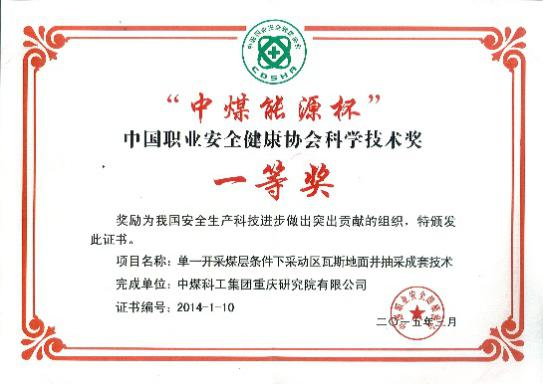 CDSHA
“中煤能源杯”
中国职业安全健康协会科学技术奖
一等奖
奖励为我国安全生产科技进步做出突出贡献的组织,特颁发
此证书。
项目名称:单一开采煤层条件下采动区瓦斯地面井抽采成套技术
完成单位:中煤科工集团重庆研究院有限公司
证书编号:2014-1-10
二〇一五年 月